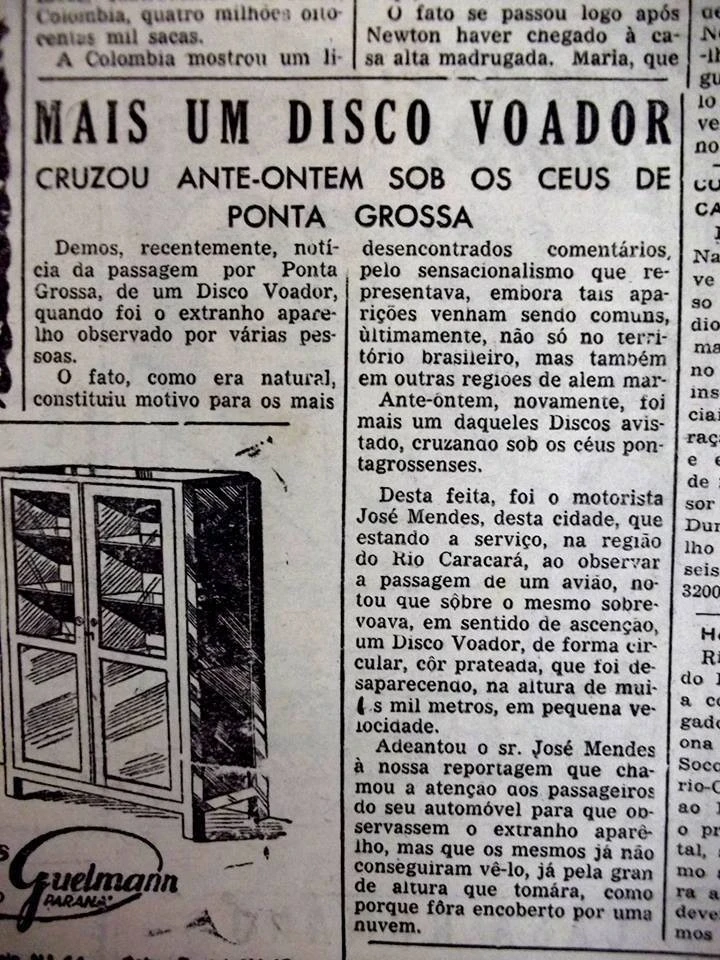 Colombia, quatro milhões oito-
centas mil sacas.
A Colombia mostrou um li-
O fato se passou logo após
Newton haver chegado à ca-
sa alta madrugada. Maria, que
MAIS UM DISCO VOADOR
CRUZOU ANTE-ONTEM SOB OS CEUS DE
PONTA GROSSA
Demos, recentemente, notí-
cia da passagem por Ponta
Grossa, de um Disco Voador,
quando foi o extranho apare-
lho observado por várias pes-
soas.
O fato, como era natural,
constituiu motivo para os mais
desencontrados comentários,
pelo sensacionalismo que re-
presentava, embora tais apa-
rições venham sendo comuns,
ùltimamente, não só no terri-
tório brasileiro, mas também
em outras regiões de alem mar-
Ante-ôntem, novamente, foi
mais um daqueles Discos avis-
tado, cruzando sob os céus pon-
tagrossenses.
Desta feita, foi o motorista
José Mendes, desta cidade, que
estando a serviço, na região
do Rio Caracará, ao observar
a passagem de um avião, no-
tou que sôbre o mesmo sobre-
voava, em sentido de ascenção,
um Disco Voador, de forma cir-
cular, côr prateada, que foi de-
saparecendo, na altura de mui-
s mil metros, em pequena ve-
locidade.
Adeantou o sr. José Mendes
à nossa reportagem que cha-
mou a atenção aos passageiros
do seu automóvel para que ob-
servassem o extranho aparê-
lho, mas que os mesmos já não
conseguiram vê-lo, já pela gran
de altura que tomára, como
porque fôra encoberto por uma
nuvem.
Guelmann
PARANÁ